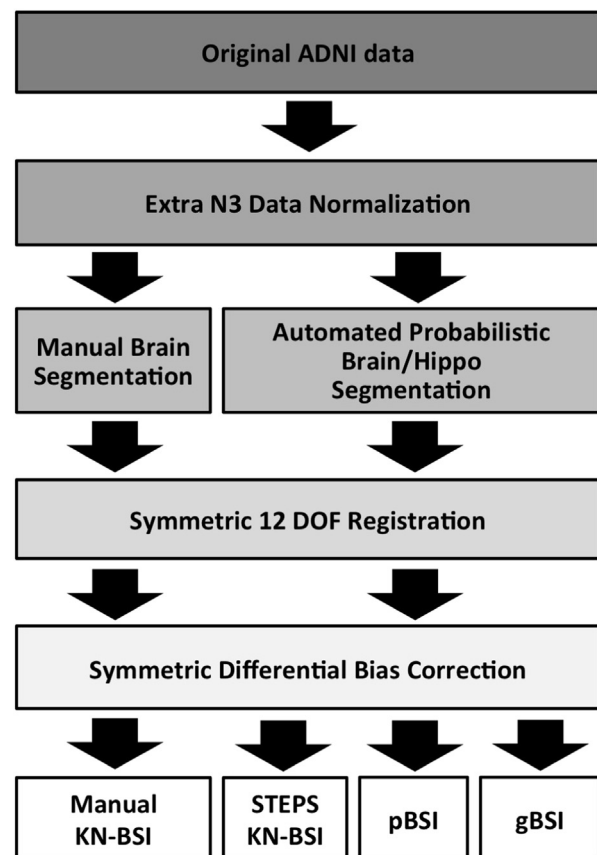 Original ADNI data
Extra N3 Data Normalization
Manual Brain
Segmentation
Automated Probabilistic
Brain/Hippo
Segmentation
Symmetric 12 DOF Registration
Symmetric Differential Bias Correction
Manual
KN-BSI
STEPS
KN-BSI
pBSI
gBSI